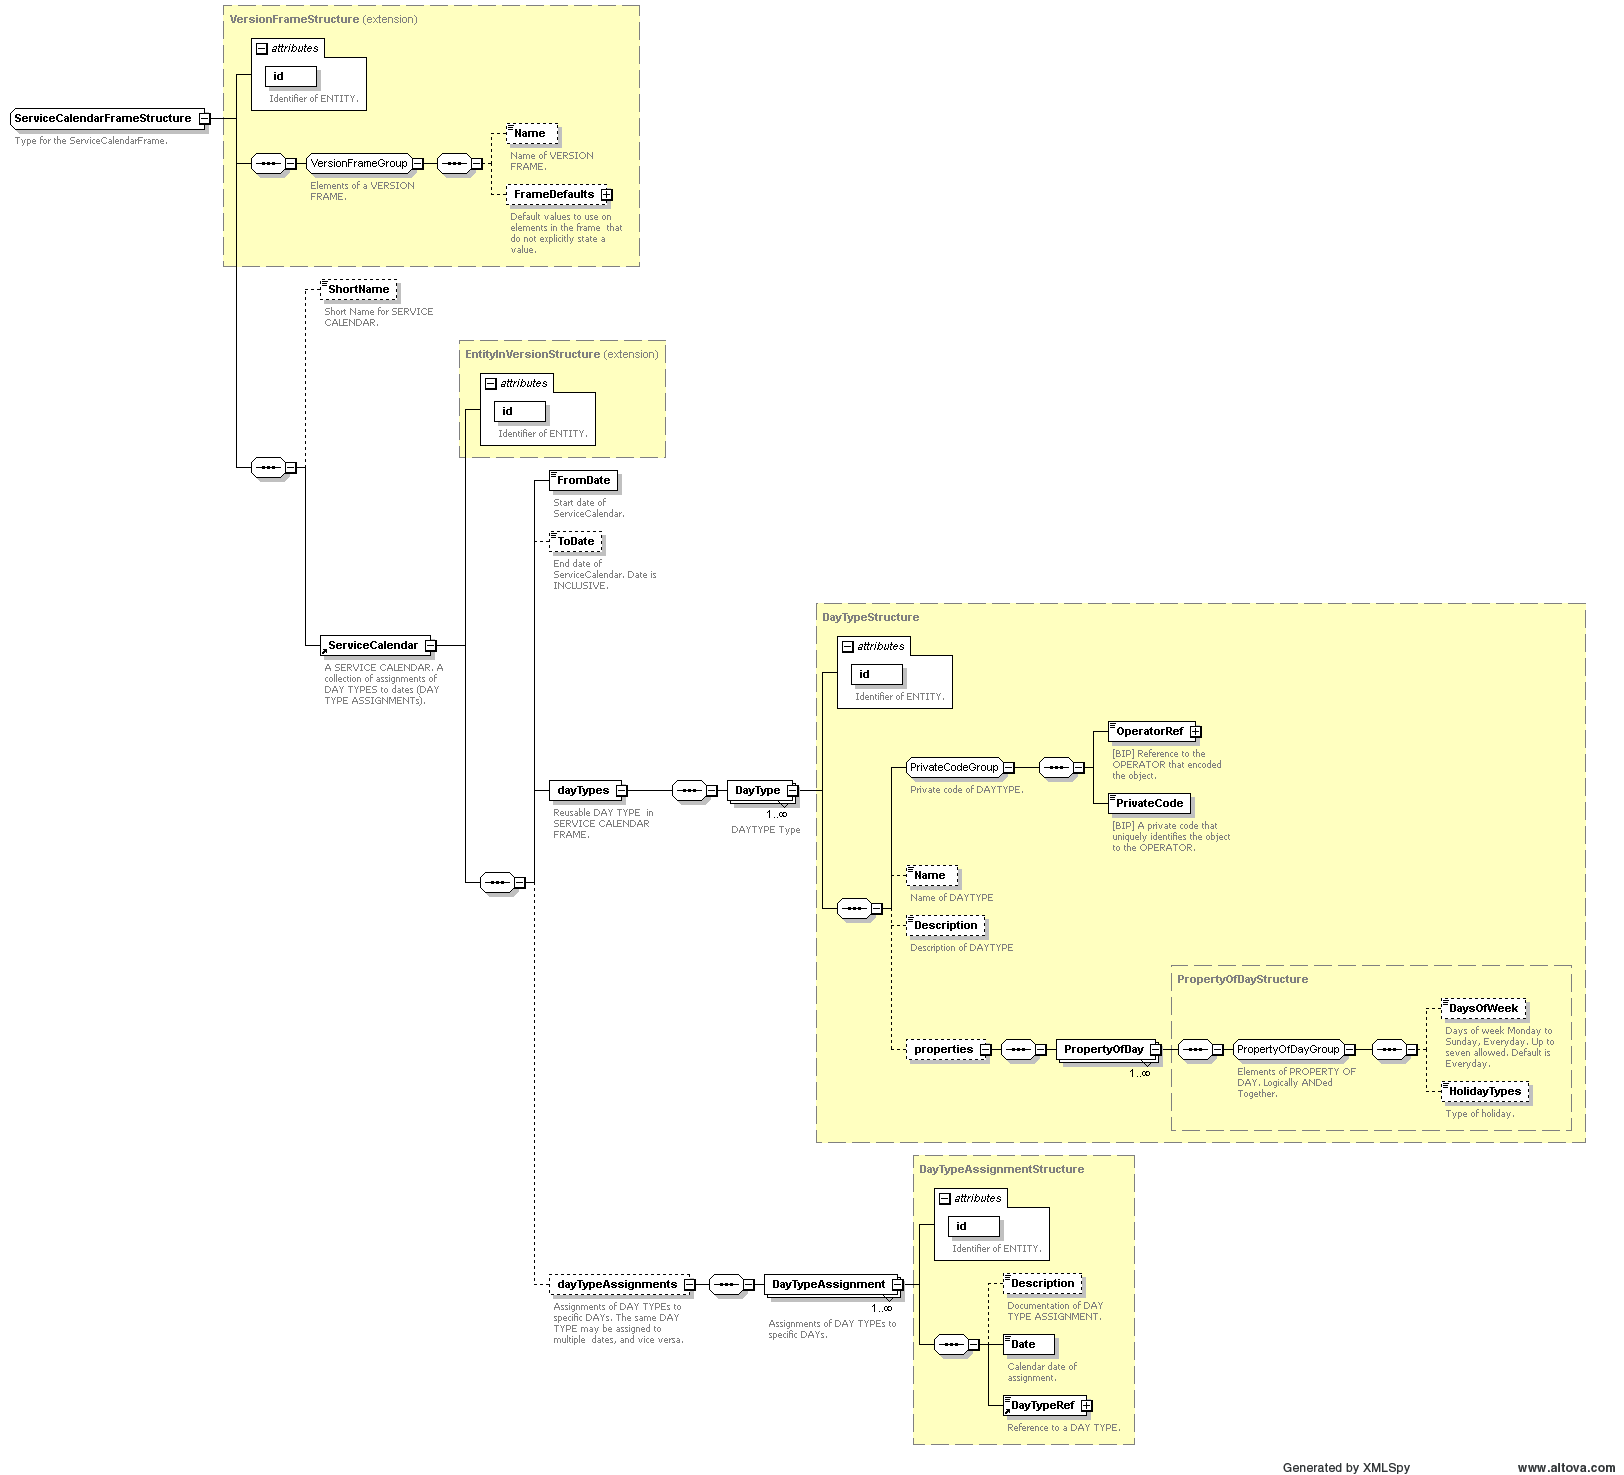 VersionFrameStructure (extension)
attributes
id
Identifier of ENTITY.
ServiceCalendarFrameStructure
Type for the ServiceCalendarFrame.
VersionFrameGroup
Elements of a VERSION
FRAME.
Name
Name of VERSION
FRAME.
FrameDefaults
Default values to use on
elements in the frame that
do not explicitly state a
value.
ShortName
Short Name for SERVICE
CALENDAR.
EntityInVersionStructure (extension)
attributes
id
Identifier of ENTITY.
FromDate
Start date of
ServiceCalendar.
ToDate
End date of
ServiceCalendar. Date is
INCLUSIVE.
ServiceCalendar
A SERVICE CALENDAR. A
collection of assignments of
DAY TYPES to dates (DAY
TYPE ASSIGNMENTs).
DayTypeStructure
attributes
id
Identifier of ENTITY.
PrivateCodeGroup
Private code of DAYTYPE.
OperatorRef
[BIP] Reference to the
OPERATOR that encoded
the object.
PrivateCode
[BIP] A private code that
uniquely identifies the object
to the OPERATOR.
dayTypes
Reusable DAY TYPE in
SERVICE CALENDAR
FRAME.
DayType
1..∞
DAYTYPE Type
Name
Name of DAYTYPE
Description
Description of DAYTYPE
PropertyOfDayStructure
properties
PropertyOfDay
1..∞
PropertyOfDayGroup
Elements of PROPERTY OF
DAY. Logically ANDed
Together.
DaysOfWeek
Days of week Monday to
Sunday, Everyday. Up to
seven allowed. Default is
Everyday.
HolidayTypes
Type of holiday.
DayTypeAssignmentStructure
attributes
id
Identifier of ENTITY.
dayTypeAssignments
Assignments of DAY TYPEs to
specific DAYs. The same DAY
TYPE may be assigned to
multiple dates, and vice versa.
DayTypeAssignment
1..∞
Assignments of DAY TYPEs to
specific DAYs.
Description
Documentation of DAY
TYPE ASSIGNMENT.
Date
Calendar date of
assignment.
DayTypeRef
Reference to a DAY TYPE.
Generated by XMLSpy
www.altova.com